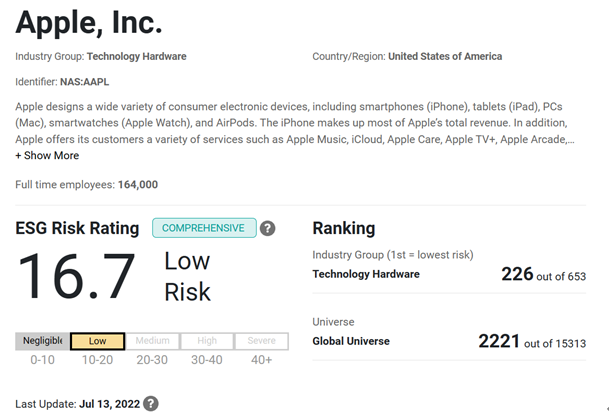 Apple, Inc.
Industry Group: Technology Hardware
Country/Region: United States of America
Identifier: NAS:AAPL
Apple designs a wide variety of consumer electronic devices, including smartphones (iPhone), tablets (iPad), PCs
(Mac), smartwatches (Apple Watch), and AirPods. The iPhone makes up most of Apple's total revenue. In addition,
Apple offers its customers a variety of services such as Apple Music, iCloud, Apple Care, Apple TV+, Apple Arcade,...
+ Show More
Full time employees: 164,000
ESG Risk Rating COMPREHENSIVE ?
16.7 Low
Risk
Negligible Low Medium High Severe
0-10 10-20 20-30 30-40 40+
Last Update: Jul 13, 2022 ?
Ranking
Industry Group (1st = lowest risk)
Technology Hardware 226 out of 653
Universe
Global Universe 2221 out of 15313